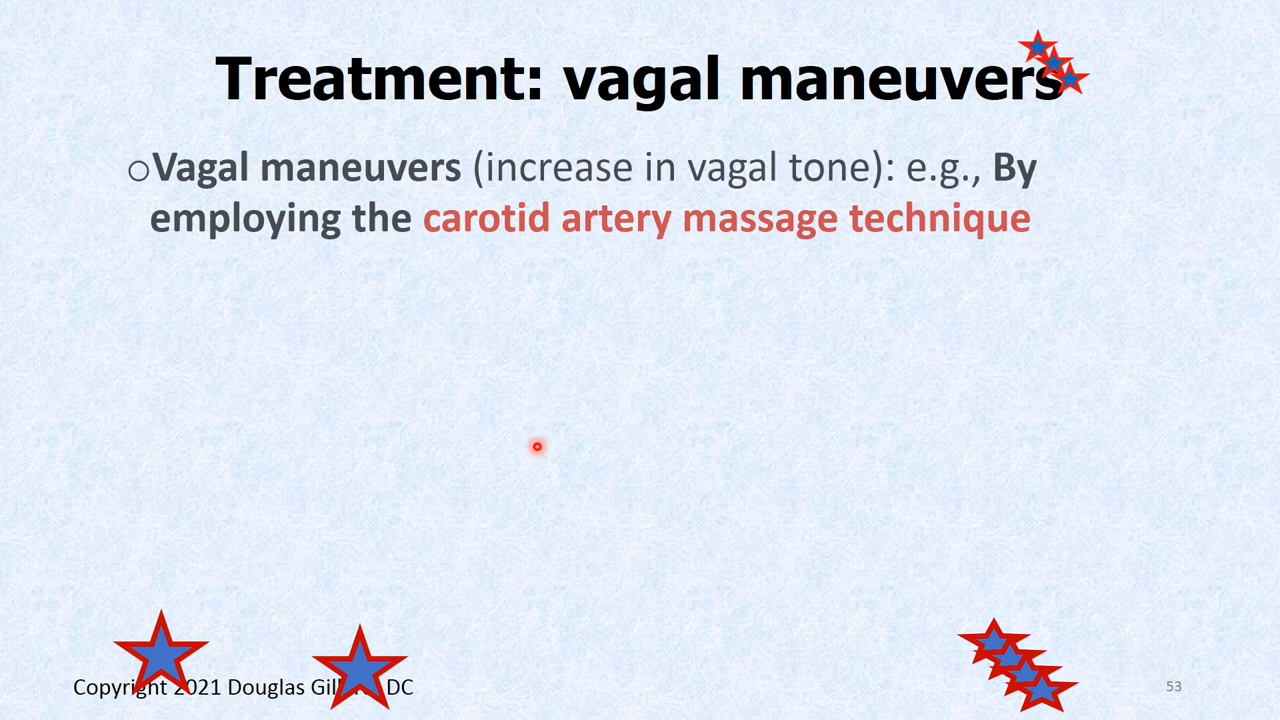 Treatment: vagal maneuvers
○Vagal maneuvers (increase in vagal tone): e.g., By
employing the carotid artery massage technique
Copyright 2021 Douglas DC
53